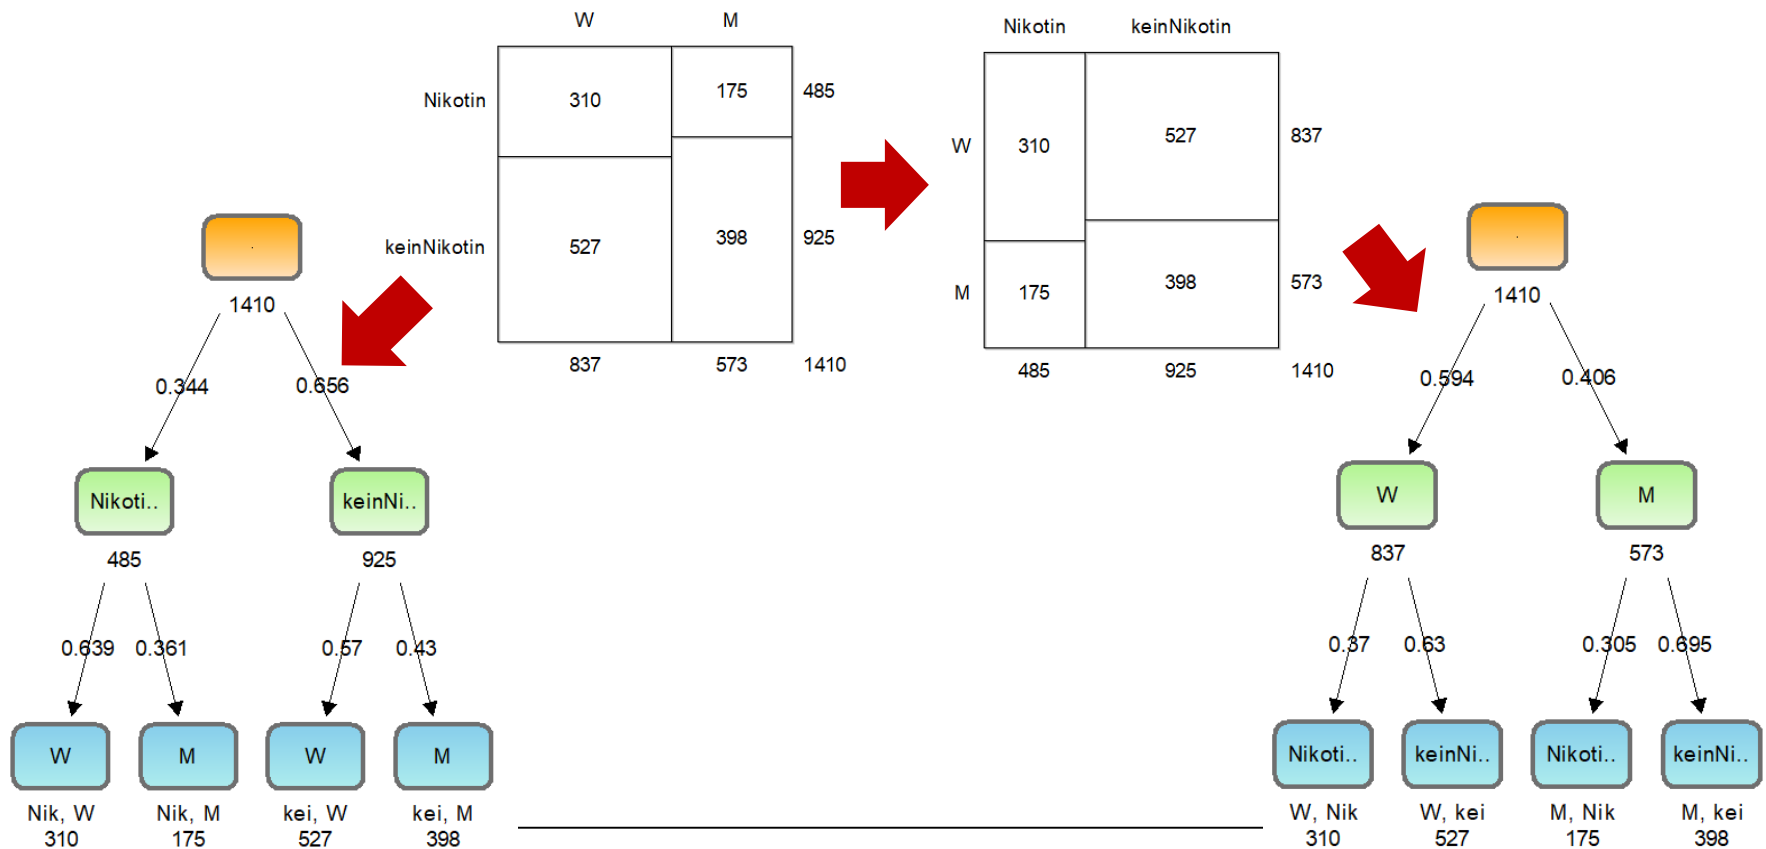 W M
Nikotin 310 175 485
keinNikotin 527 398 925
837 573 1410
Nikotin keinNikotin
W 310 527 837
M 175 398 573
485 925 1410
.
1410
0.344 0.656
Nikoti.. keinNi..
485 925
0.639 0.361 0.57 0.43
W M W M
Nik, W Nik, M kei, W kei, M
310 175 527 398
.
1410
0.594 0.406
W M
837 573
0.37 0.63 0.305 0.695
Nikoti.. keinNi.. Nikoti.. keinNi..
W, Nik W, kei M, Nik M, kei
310 527 175 398